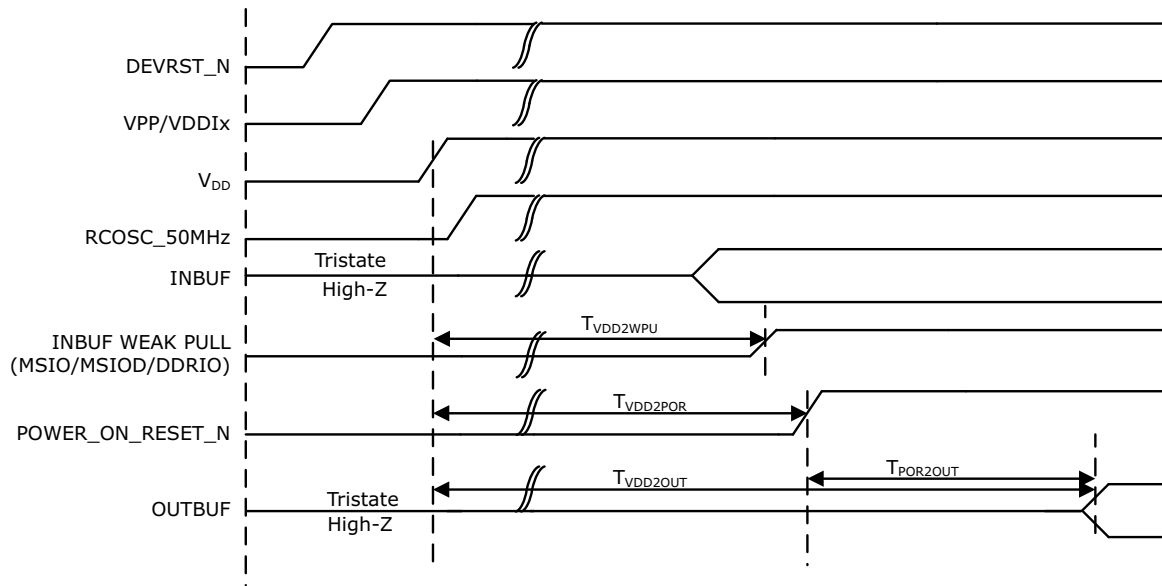 DEVRST_N
VPP/VDDIx
VDD
RCOSC_50MHz
Tristate
INBUF
High-Z
TVDD2WPU
INBUF WEAK PULL
(MSIO/MSIOD/DDRIO)
TVDD2POR
POWER_ON_RESET_N
TPOR2OUT
TVDD2OUT
Tristate
OUTBUF
High-Z